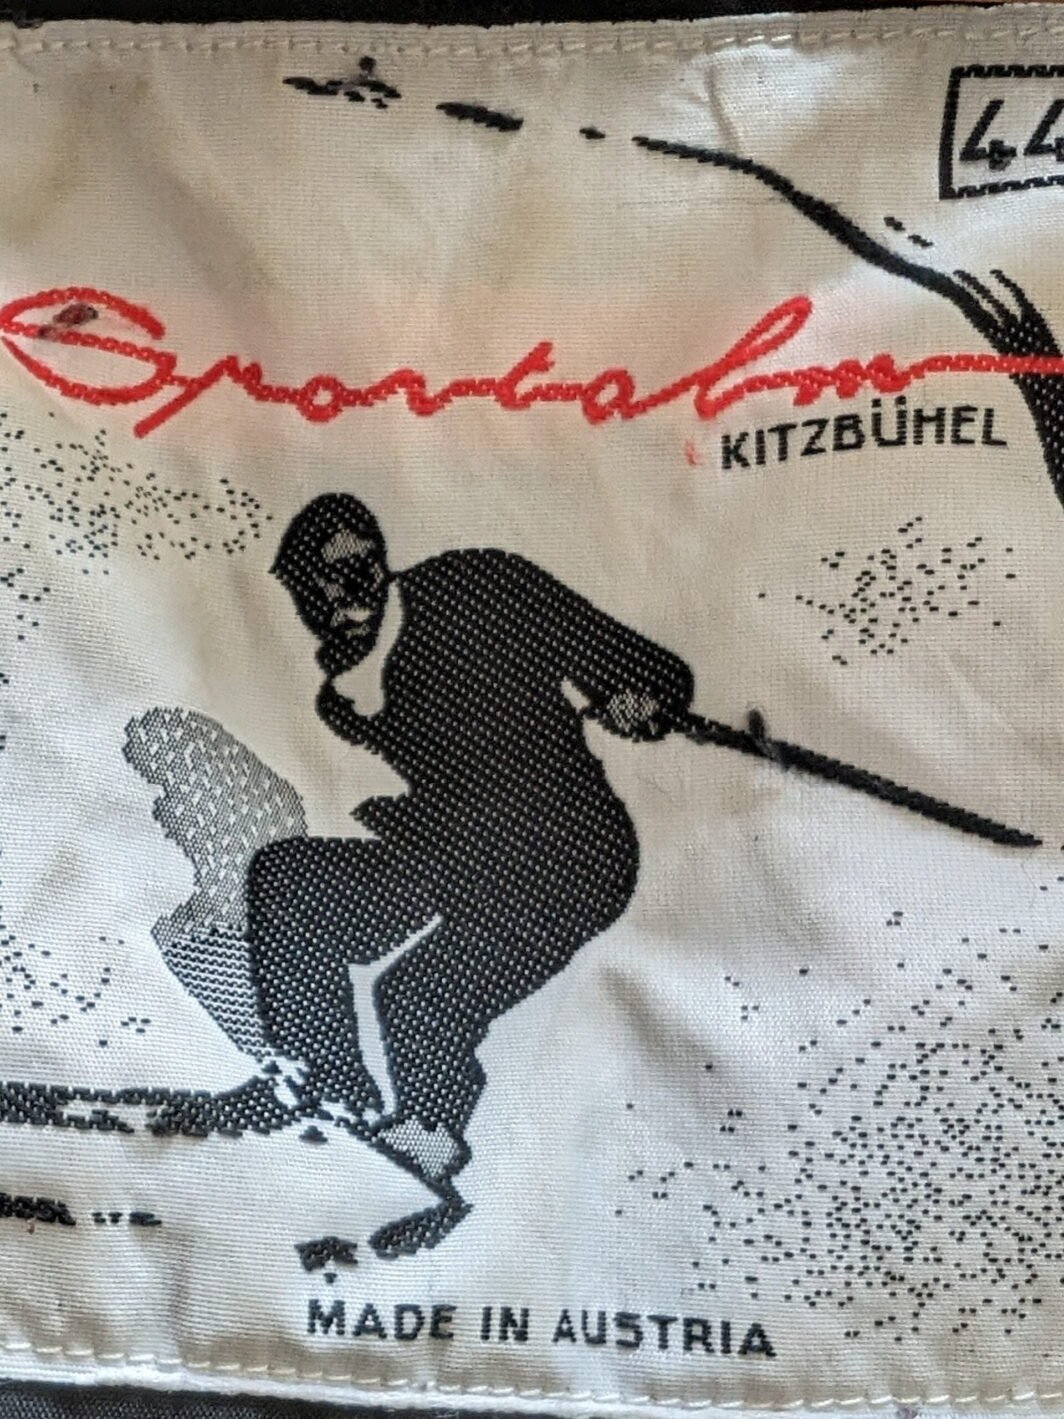 44
Sportalm
KITZBÜHEL
MADE IN AUSTRIA